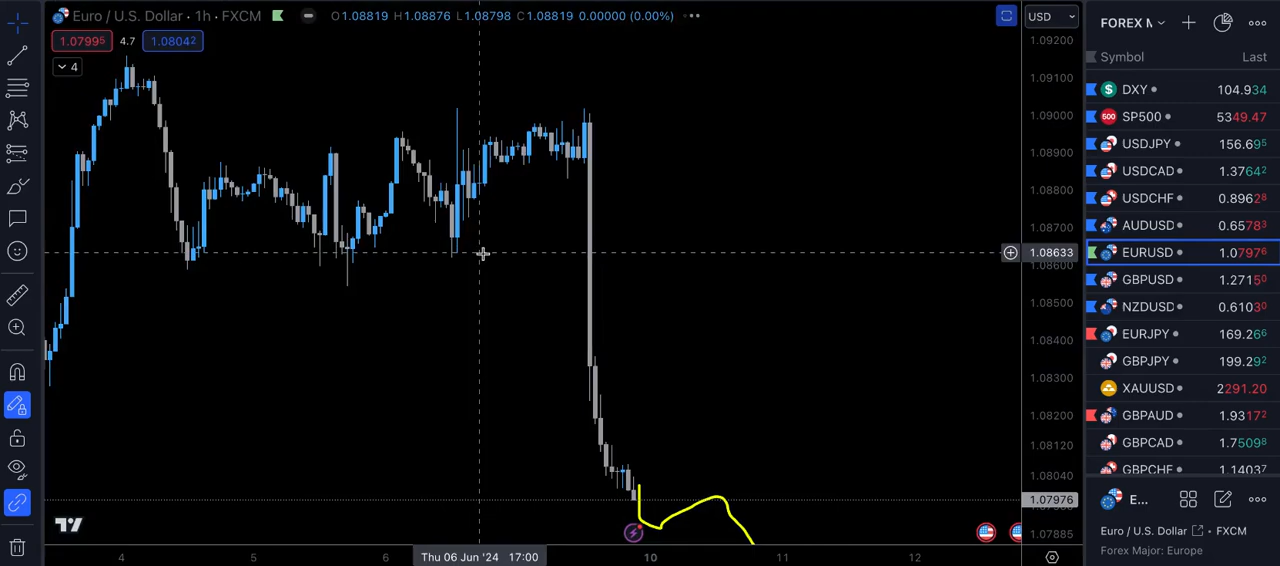 Euro / U.S. Dollar · 1h · FXCM O1.08819 H1.08876 L1.08798 C1.08819 0.00000 (0.00%)
USD
FOREX M
1.07995 4.7 1.08042
4
Symbol Last
DXY 104.934
SP500 5349.47
USDJPY 156.695
USDCAD 1.37642
USDCHF 0.89628
AUDUSD 0.65783
EURUSD 1.07976
GBPUSD 1.27150
NZDUSD 0.61030
EURJPY 169.266
GBPJPY 199.292
XAUUSD 2291.20
GBPAUD 1.93172
GBPCAD 1.75098
GBPCHF 1.14037
1.09200
1.09100
1.09000
1.08900
1.08800
1.08700
1.08633
1.08600
1.08500
1.08400
1.08300
1.08200
1.08120
1.08040
1.07976
1.07885
E...
Euro / U.S. Dollar · FXCM
Forex Major: Europe
4 5 6 Thu 06 Jun '24 17:00 10 11 12